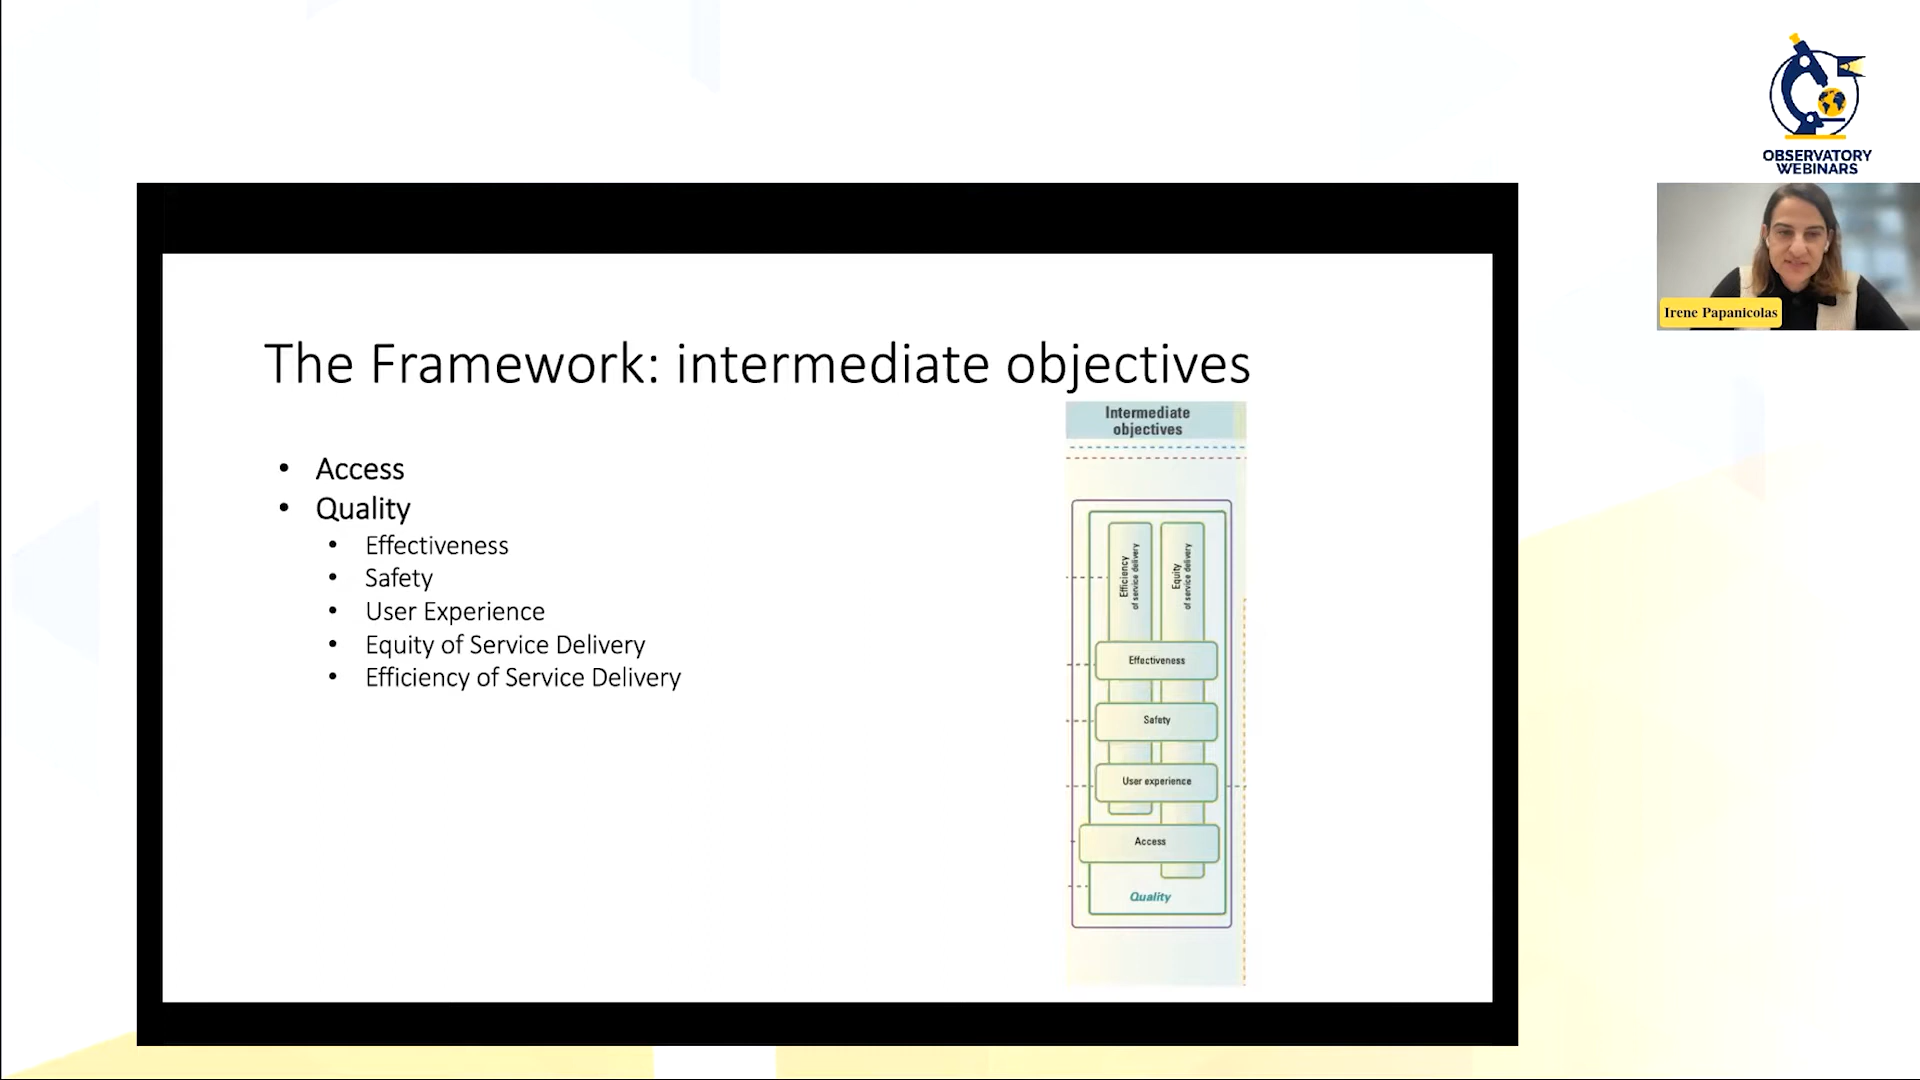 OBSERVATORY
WEBINARS
Irene Papanicolas
The Framework: intermediate objectives
• Access
• Quality
• Effectiveness
• Safety
• User Experience
• Equity of Service Delivery
• Efficiency of Service Delivery
Intermediate
objectives
Efficiency
of service delivery
Equity
of service delivery
Effectiveness
Safety
User experience
Access
Quality